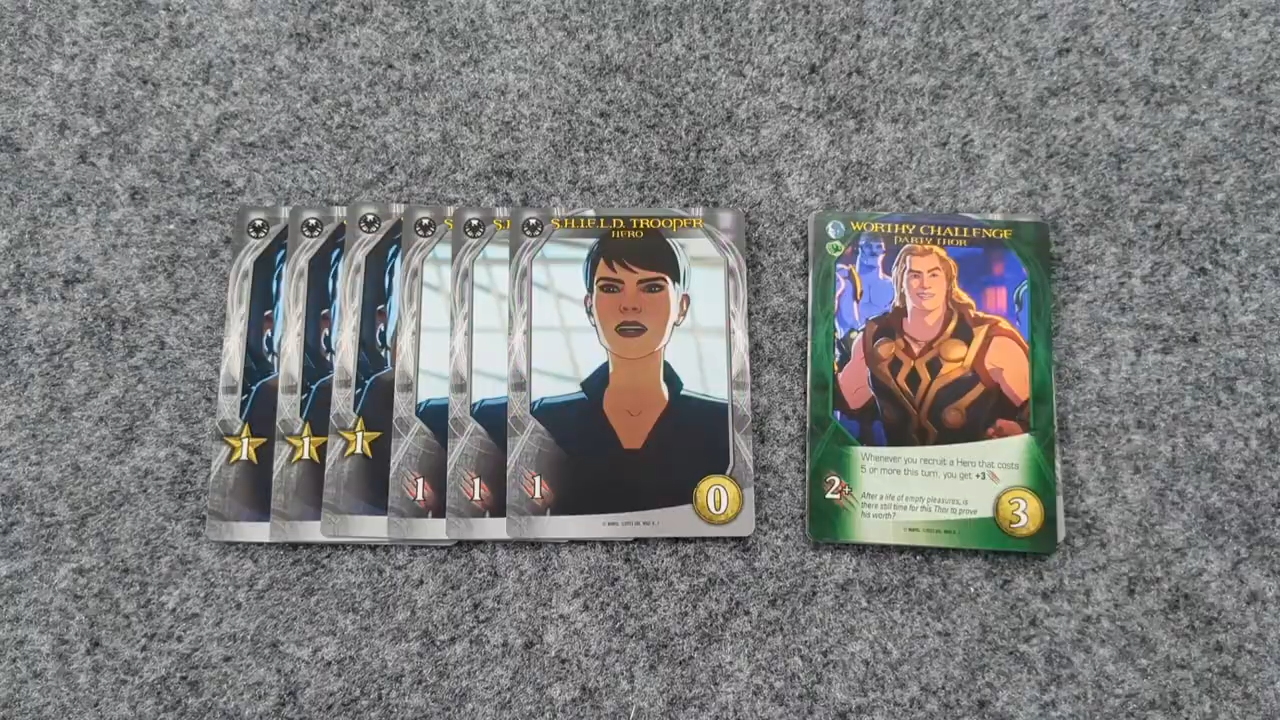 1
1
1
S
1
S.I
1
S.H.I.E.L.D. TROOPER
HERO
1
0
WORTHY CHALLENGE
PARTY THOR
Whenever you recruit a Hero that costs
5 or more this turn, you get +3
2+
After a life of empty pleasures, is
there still time for this Thor to prove
his worth?
3